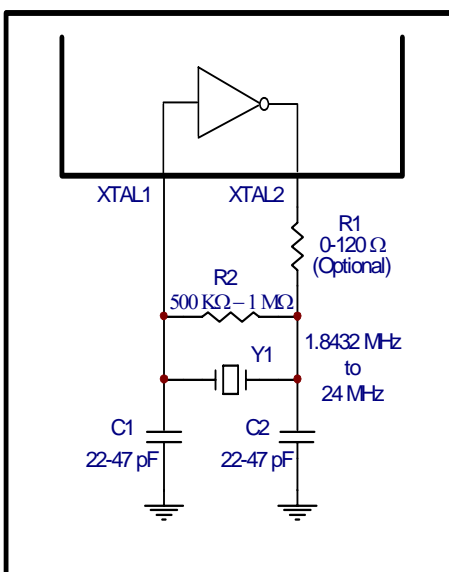 XTAL1
XTAL2
R1
0-120 Ω
(Optional)
R2
500 KΩ – 1 MΩ
Y1
1.8432 MHz
to
24 MHz
C1
22-47 pF
C2
22-47 pF